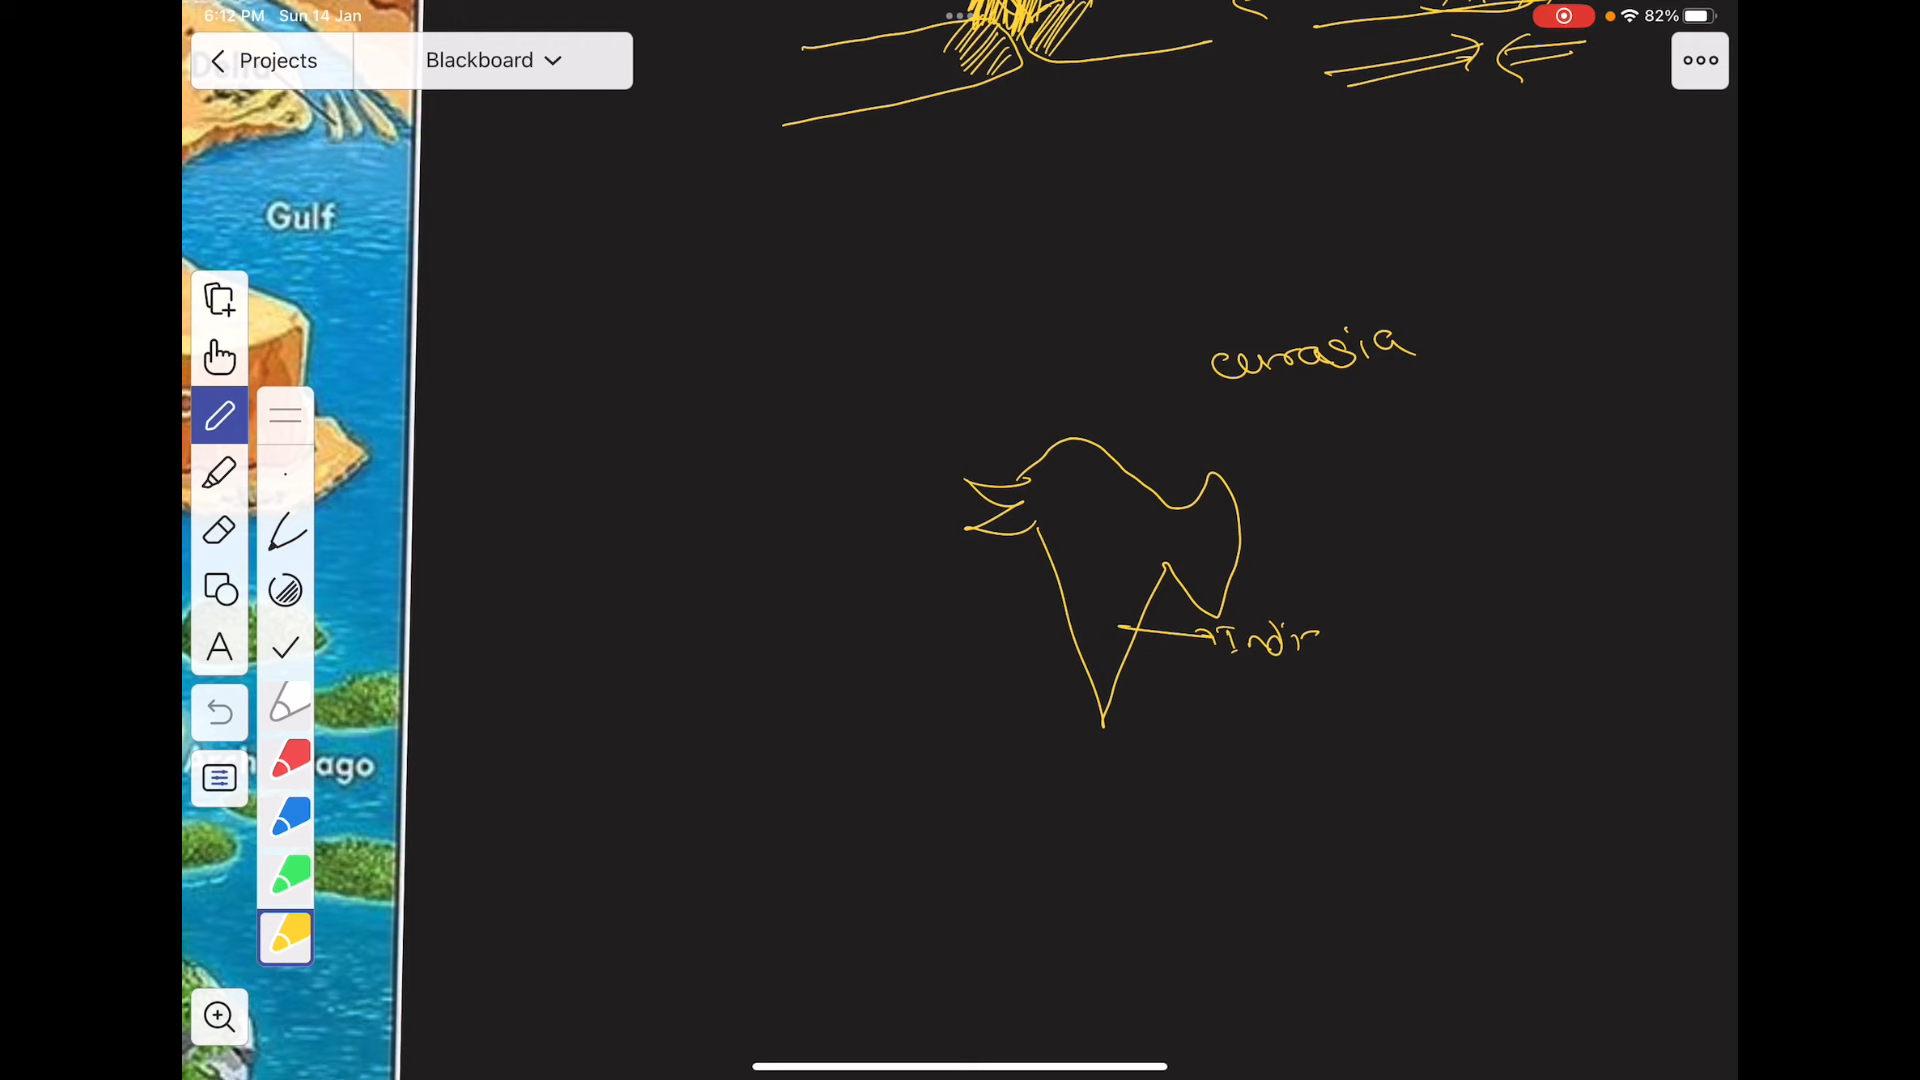 6:12 PM Sun 14 Jan
82%
Projects
Blackboard
Gulf
eurasia
Indi
A
ago